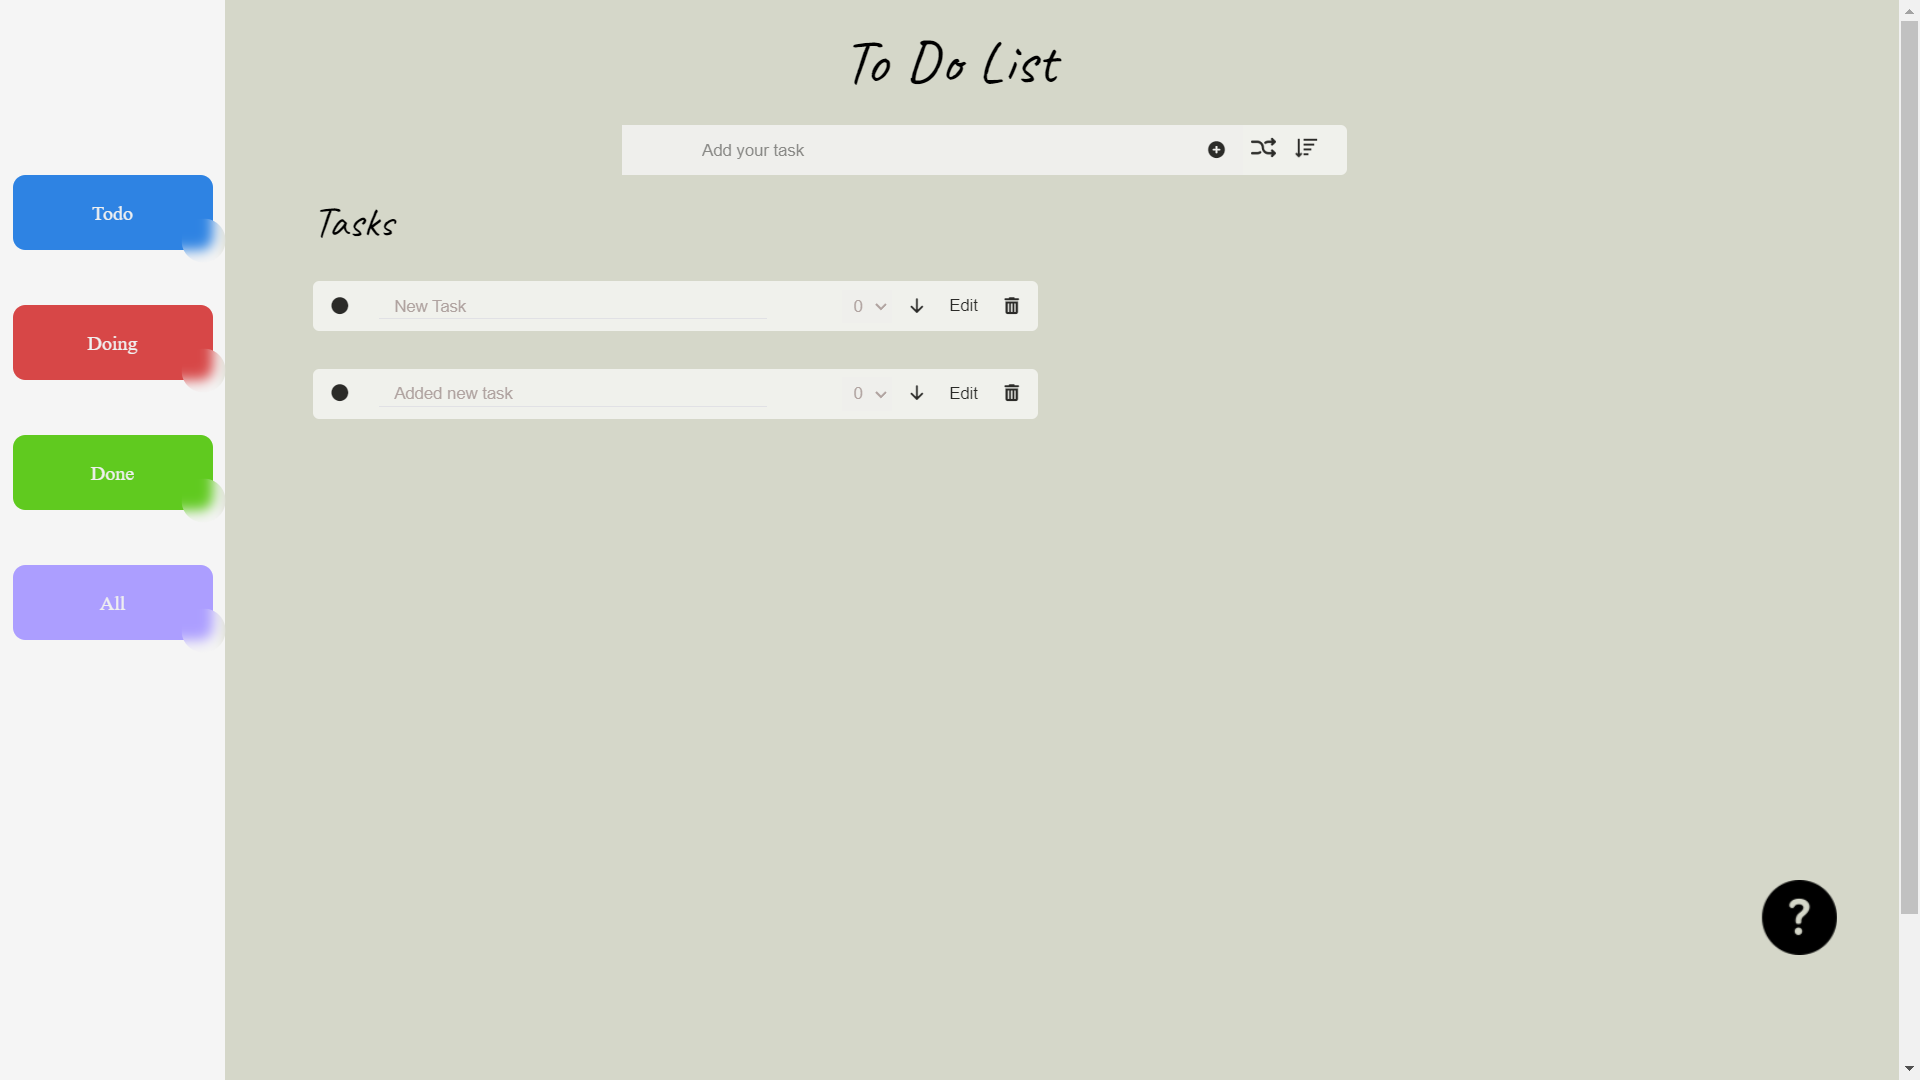 To Do List
Add your task
Todo
Tasks
New Task 0 Edit
Doing
Added new task 0 Edit
Done
All
?